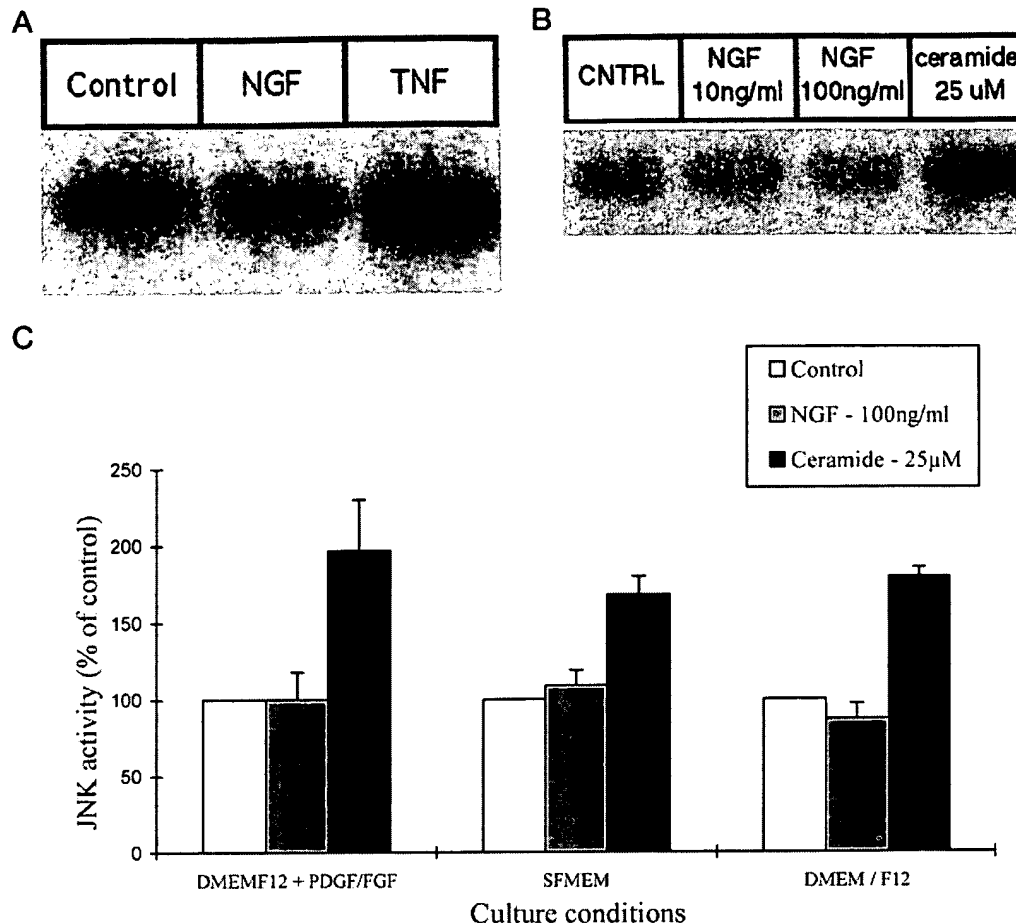 A
Control NGF TNF
B
CNTRL NGF 10ng/ml NGF 100ng/ml ceramide 25 uM
C
Control
NGF - 100ng/ml
Ceramide - 25µM
JNK activity (% of control)
250
200
150
100
50
0
DMEMF12 + PDGF/FGF SFMEM DMEM / F12
Culture conditions